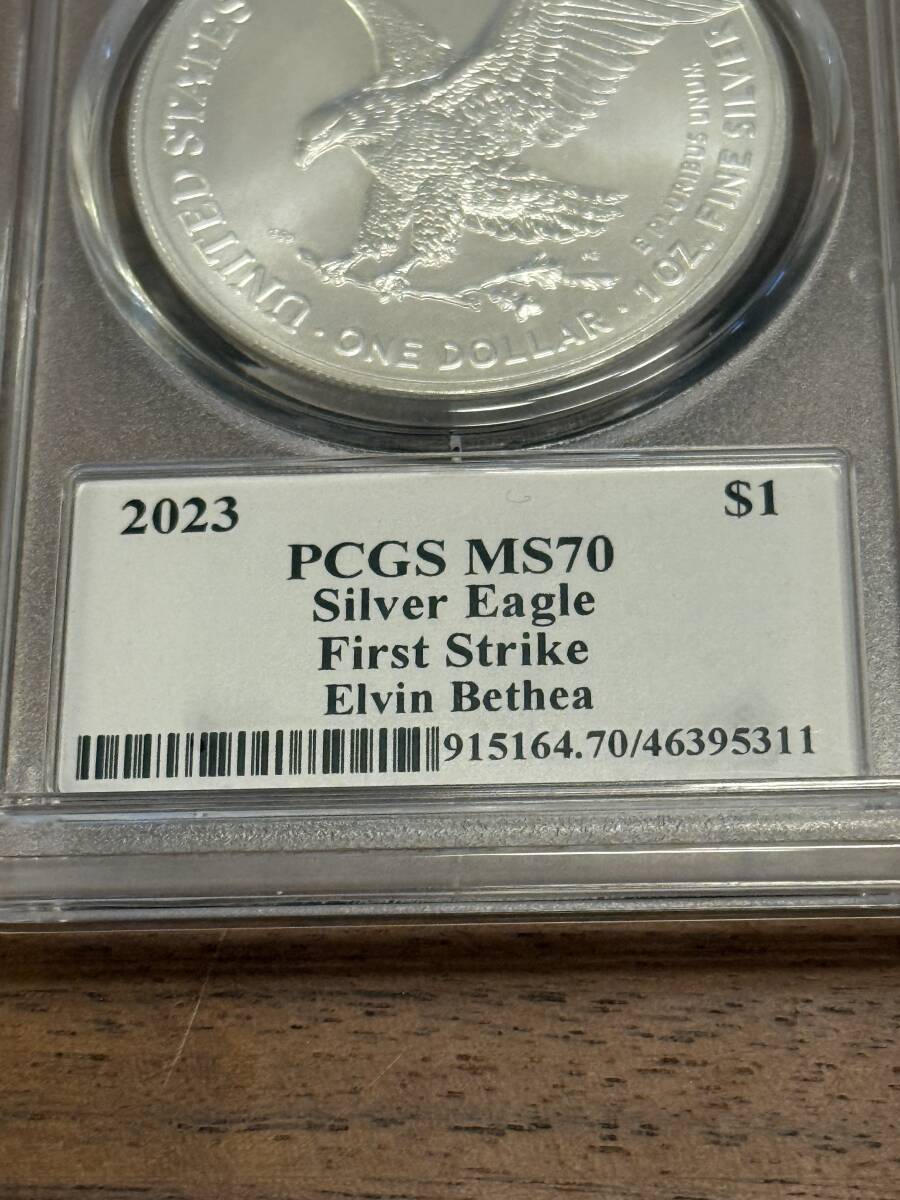 UNITED STATES
E PLURIBUS UNUM
· ONE DOLLAR · 1 OZ. FINE SILVER
2023
$1
PCGS MS70
Silver Eagle
First Strike
Elvin Bethea
915164.70/46395311